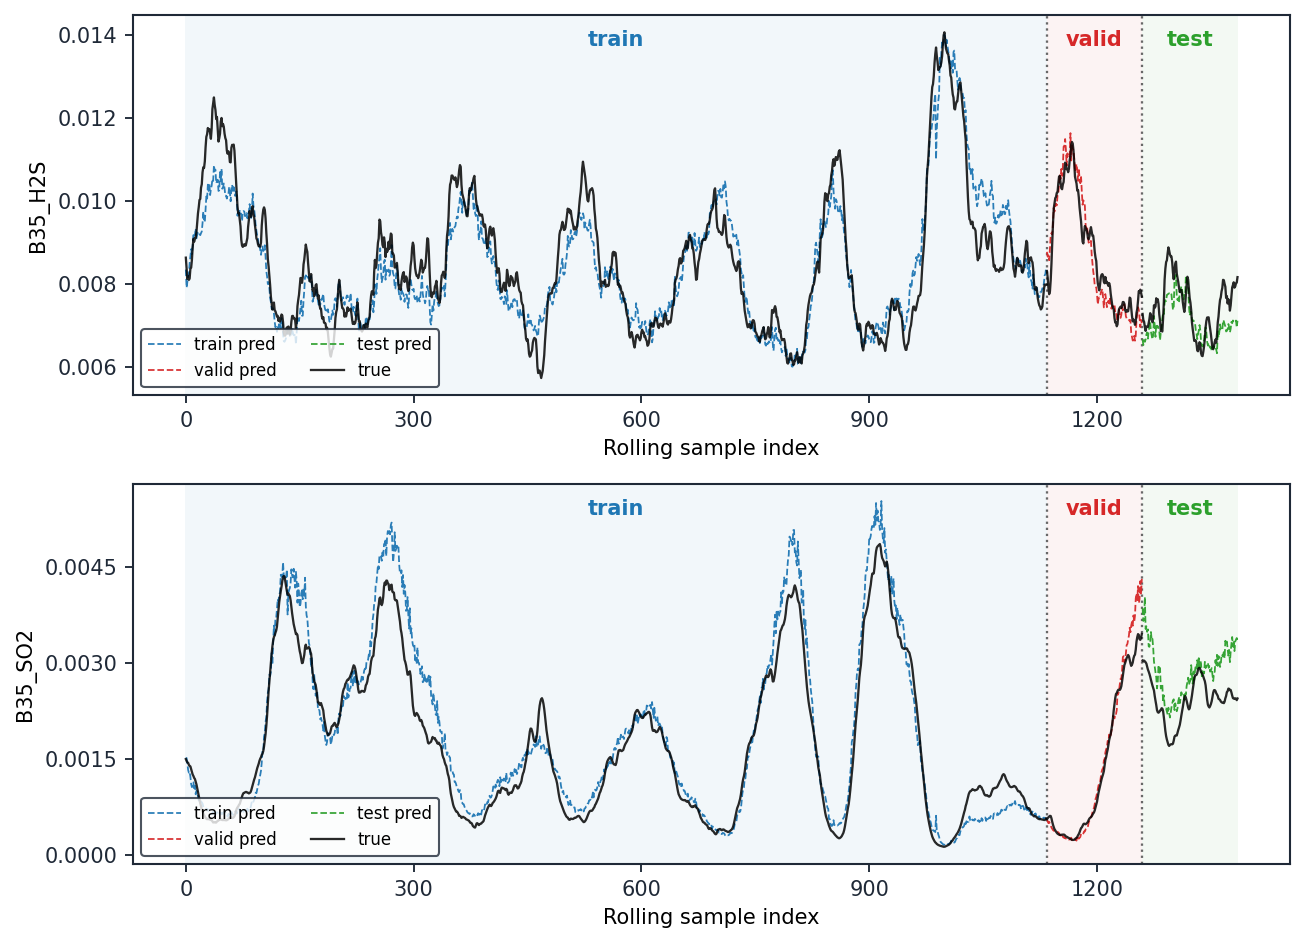 train valid test
0.014
0.012
0.010
0.008
0.006
B35_H2S
train pred test pred
valid pred true
0 300 600 900 1200
Rolling sample index
train valid test
0.0045
0.0030
0.0015
0.0000
B35_SO2
train pred test pred
valid pred true
0 300 600 900 1200
Rolling sample index